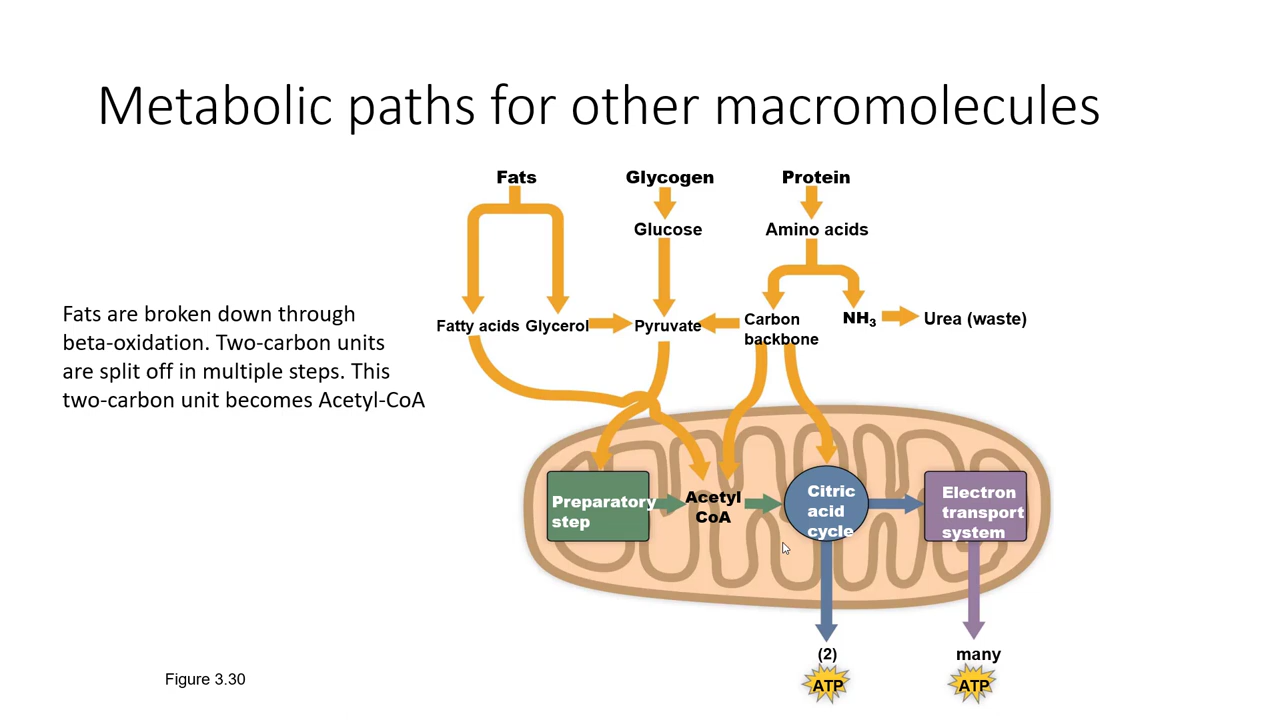 Metabolic paths for other macromolecules
Fats
Glycogen
Protein
Glucose
Amino acids
Fats are broken down through
beta-oxidation. Two-carbon units
are split off in multiple steps. This
two-carbon unit becomes Acetyl-CoA
Fatty acids
Glycerol
Pyruvate
Carbon
backbone
NH3
Urea (waste)
Preparatory
step
Acetyl
CoA
Citric
acid
cycle
Electron
transport
system
(2)
ATP
many
ATP
Figure 3.30